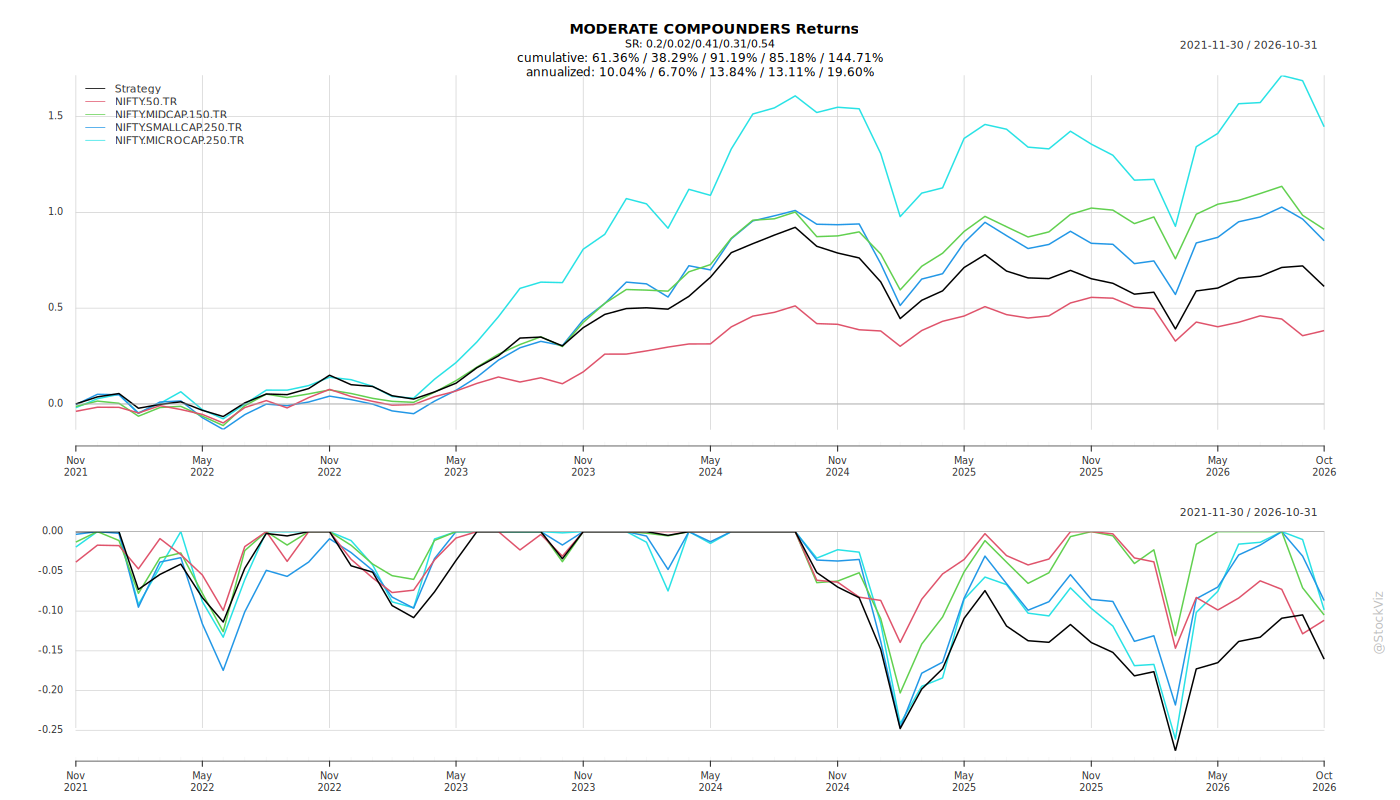 MODERATE COMPOUNDERS Returns
SR: 0.2/0.02/0.41/0.31/0.54
cumulative: 61.36% / 38.29% / 91.19% / 85.18% / 144.71%
annualized: 10.04% / 6.70% / 13.84% / 13.11% / 19.60%
2021-11-30 / 2026-10-31
Strategy
NIFTY.50.TR
NIFTY.MIDCAP.150.TR
NIFTY.SMALLCAP.250.TR
NIFTY.MICROCAP.250.TR
1.5
1.0
0.5
0.0
Nov 2021
May 2022
Nov 2022
May 2023
Nov 2023
May 2024
Nov 2024
May 2025
Nov 2025
May 2026
Oct 2026
2021-11-30 / 2026-10-31
0.00
-0.05
-0.10
-0.15
-0.20
-0.25
Nov 2021
May 2022
Nov 2022
May 2023
Nov 2023
May 2024
Nov 2024
May 2025
Nov 2025
May 2026
Oct 2026
@StockViz